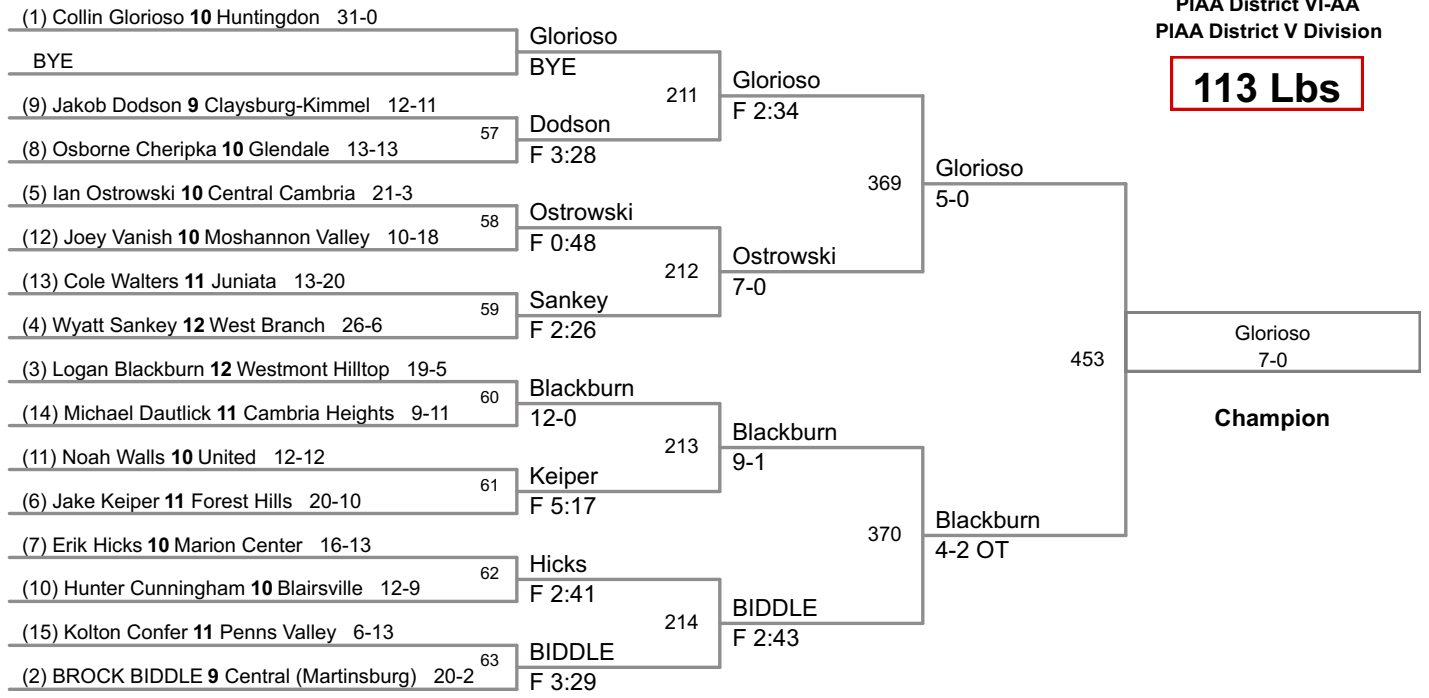 PIAA District VI-AA
PIAA District V Division
113 Lbs
(1) Collin Glorioso 10 Huntingdon 31-0
BYE
(9) Jakob Dodson 9 Claysburg-Kimmel 12-11
57
(8) Osborne Cheripka 10 Glendale 13-13
(5) Ian Ostrowski 10 Central Cambria 21-3
58
(12) Joey Vanish 10 Moshannon Valley 10-18
(13) Cole Walters 11 Juniata 13-20
59
(4) Wyatt Sankey 12 West Branch 26-6
(3) Logan Blackburn 12 Westmont Hilltop 19-5
60
(14) Michael Dautlick 11 Cambria Heights 9-11
(11) Noah Walls 10 United 12-12
61
(6) Jake Keiper 11 Forest Hills 20-10
(7) Erik Hicks 10 Marion Center 16-13
62
(10) Hunter Cunningham 10 Blairsville 12-9
(15) Kolton Confer 11 Penns Valley 6-13
63
(2) BROCK BIDDLE 9 Central (Martinsburg) 20-2
Glorioso
BYE
211
Dodson
F 3:28
Ostrowski
F 0:48
212
Sankey
F 2:26
Blackburn
12-0
213
Keiper
F 5:17
Hicks
F 2:41
214
BIDDLE
F 3:29
Glorioso
F 2:34
369
Ostrowski
7-0
Blackburn
9-1
370
BIDDLE
F 2:43
Glorioso
5-0
453
Blackburn
4-2 OT
Glorioso
7-0
Champion